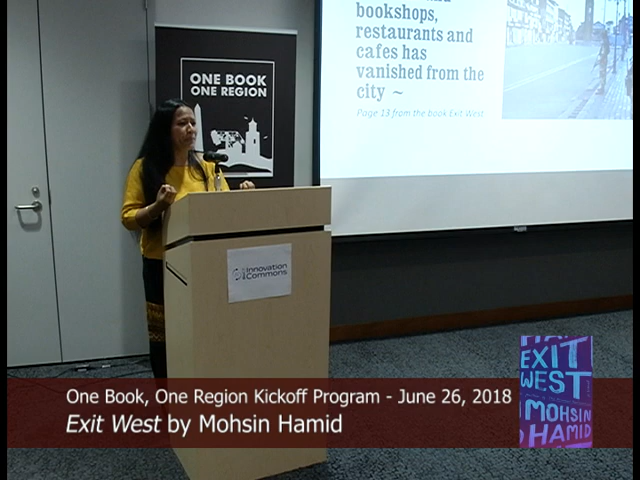 bookshops,
restaurants and
cafes has
vanished from the
city ~
Page 13 from the book Exit West
ONE BOOK
ONE REGION
Innovation
Commons
One Book, One Region Kickoff Program - June 26, 2018
Exit West by Mohsin Hamid
EXIT
WEST
MOHSIN
HAMID